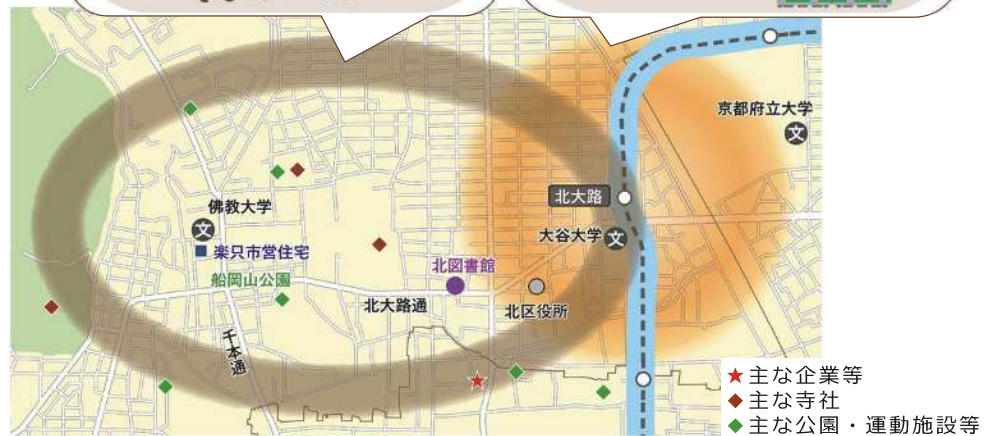 京都府立大学
文
北大路
佛教大学
文
大谷大学
文
楽只市営住宅
北図書館
船岡山公園
北大路通
北区役所
千本通
★主な企業等
◆主な寺社
◆主な公園・運動施設等